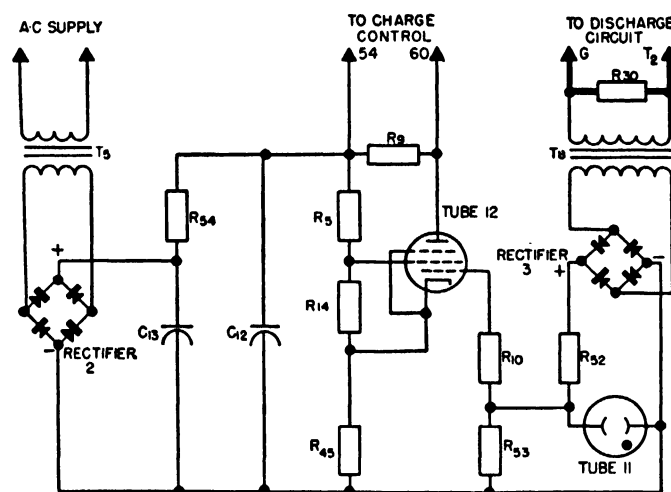 A·C SUPPLY
TO CHARGE
CONTROL
54 60
TO DISCHARGE
CIRCUIT
G T2
R30
T5
R9
T18
R54
R5
TUBE 12
+
RECTIFIER
3
+
-
R14
C13
C12
-
RECTIFIER
2
R10
R52
R45
R53
TUBE 11